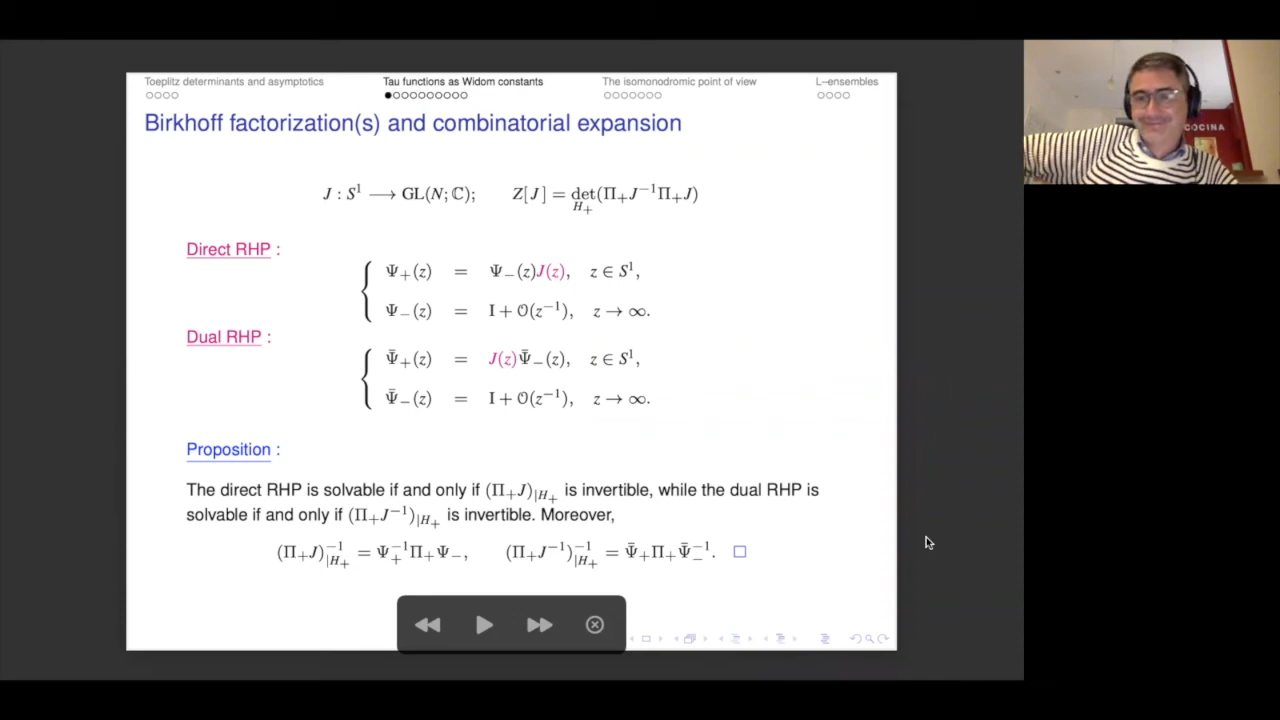 Toeplitz determinants and asymptotics Tau functions as Widom constants The isomonodromic point of view L–ensembles
Birkhoff factorization(s) and combinatorial expansion
J : S¹ ⟶ GL(N; ℂ); Z[J] = det_{H₊}(Π₊J⁻¹Π₊J)
Direct RHP :
Ψ₊(z) = Ψ₋(z)J(z), z ∈ S¹,
Ψ₋(z) = I + O(z⁻¹), z → ∞.
Dual RHP :
Ψ̄₊(z) = J(z)Ψ̄₋(z), z ∈ S¹,
Ψ̄₋(z) = I + O(z⁻¹), z → ∞.
Proposition :
The direct RHP is solvable if and only if (Π₊J)_{|H₊} is invertible, while the dual RHP is
solvable if and only if (Π₊J⁻¹)_{|H₊} is invertible. Moreover,
(Π₊J)⁻¹_{|H₊} = Ψ₊⁻¹Π₊Ψ₋, (Π₊J⁻¹)⁻¹_{|H₊} = Ψ̄₊Π₊Ψ̄₋⁻¹. □
COCINA